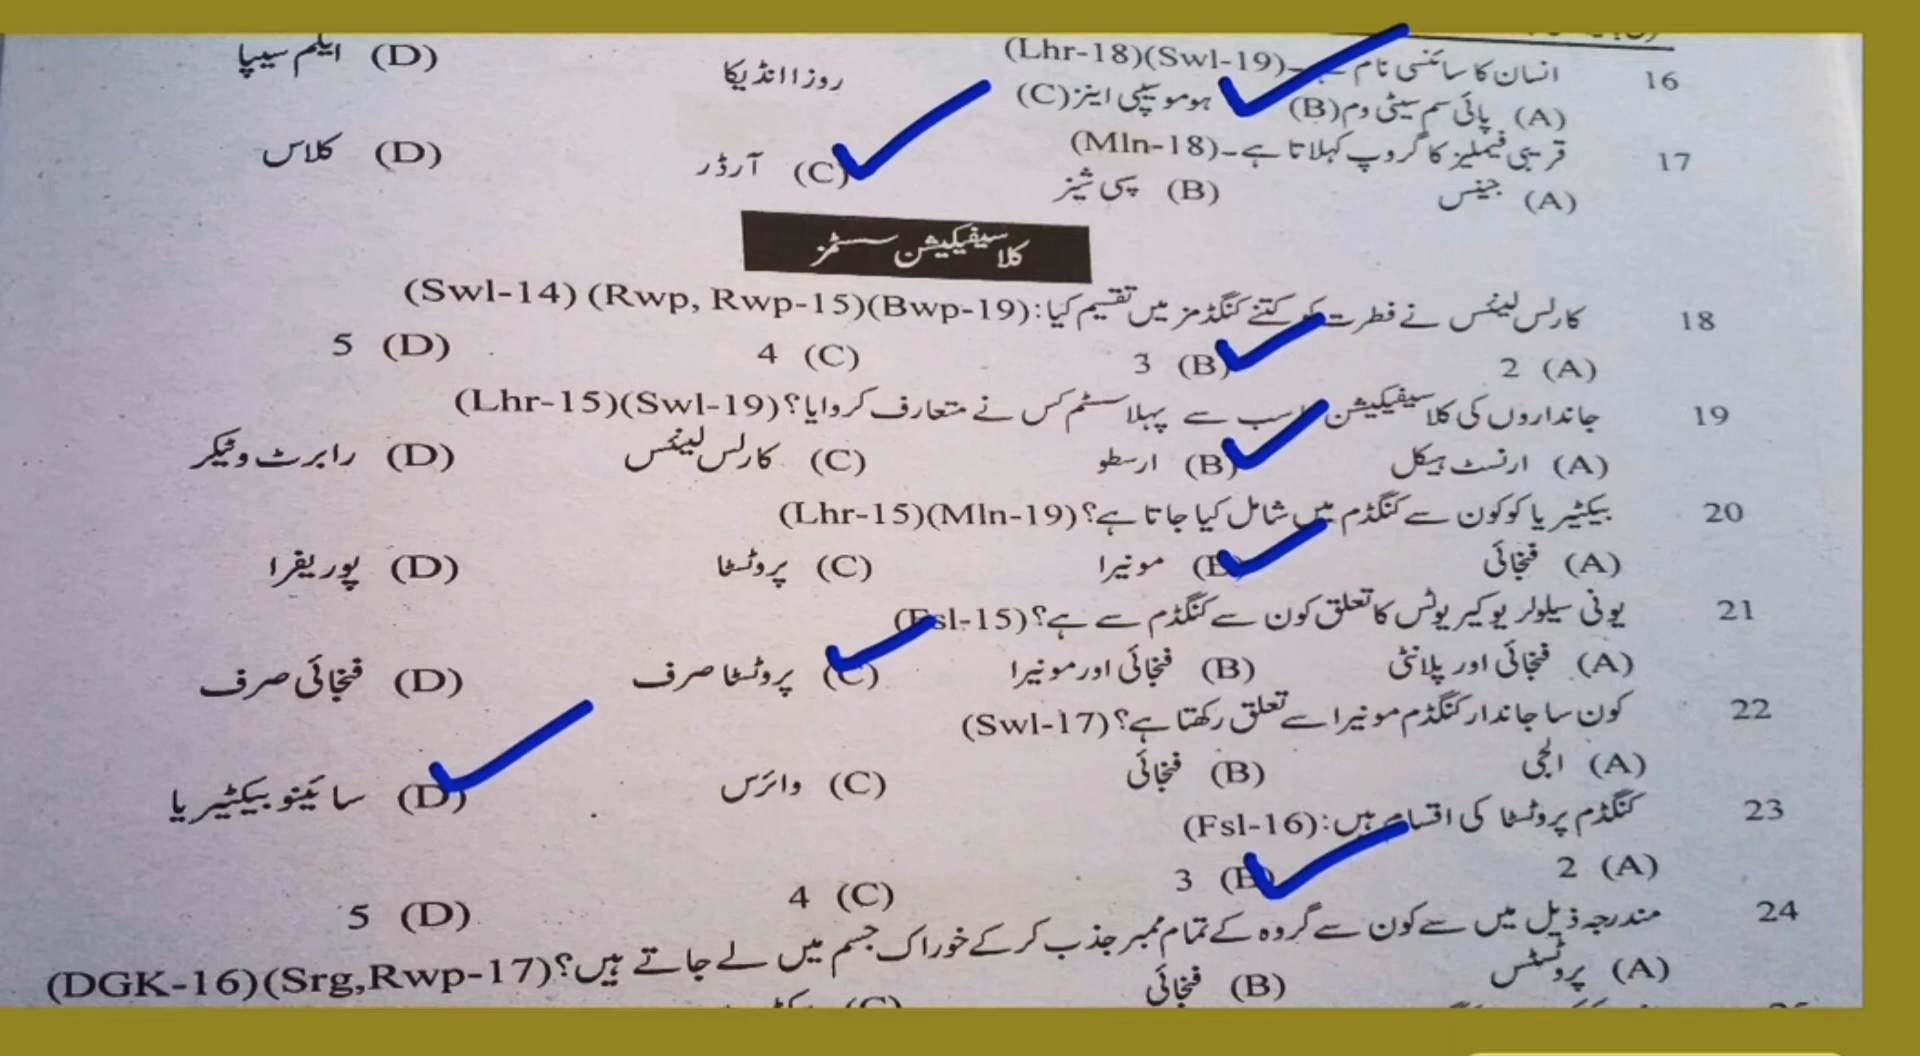 16 انسان کا سائنسی نام ہے۔ (Lhr-18)(Swl-19)
(A) پائی سم سیٹی وم (B) ہومو سیپی اینز (C) روزا انڈیکا (D) ایلیم سیپا
17 قریبی فیملیز کا گروپ کہلاتا ہے۔ (Mln-18)
(A) جینس (B) سپی شیز (C) آرڈر (D) کلاس
کلاسیفیکیشن سسٹمز
18 کارلس لینئس نے فطرت کو کتنے کنگڈمز میں تقسیم کیا: (Swl-14) (Rwp, Rwp-15)(Bwp-19)
(A) 2 (B) 3 (C) 4 (D) 5
19 جانداروں کی کلاسیفیکیشن کا سب سے پہلا سسٹم کس نے متعارف کروایا؟ (Lhr-15)(Swl-19)
(A) ارنسٹ ہیکل (B) ارسطو (C) کارلس لینئس (D) رابرٹ وٹیکر
20 بیکٹیریا کو کون سے کنگڈم میں شامل کیا جاتا ہے؟ (Lhr-15)(Mln-19)
(A) فنجائی (B) مونیرا (C) پروٹسٹا (D) پوریفرا
21 یونی سیلولر یوکیریوٹس کا تعلق کون سے کنگڈم سے ہے؟ (Fsl-15)
(A) فنجائی اور پلانٹی (B) فنجائی اور مونیرا (C) پروٹسٹا صرف (D) فنجائی صرف
22 کون سا جاندار کنگڈم مونیرا سے تعلق رکھتا ہے؟ (Swl-17)
(A) الجی (B) فنجائی (C) وائرس (D) سائینو بیکٹیریا
23 کنگڈم پروٹسٹا کی اقسام ہیں: (Fsl-16)
(A) 2 (B) 3 (C) 4 (D) 5
24 مندرجہ ذیل میں سے کون سے گروہ کے تمام ممبر جذب کر کے خوراک جسم میں لے جاتے ہیں؟ (DGK-16)(Srg,Rwp-17)
(A) پروٹسٹس (B) فنجائی